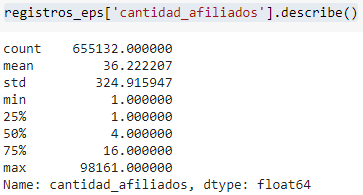 registros_eps['cantidad_afiliados'].describe()
count    655132.000000
mean         36.222207
std         324.915947
min           1.000000
25%           1.000000
50%           4.000000
75%          16.000000
max       98161.000000
Name: cantidad_afiliados, dtype: float64